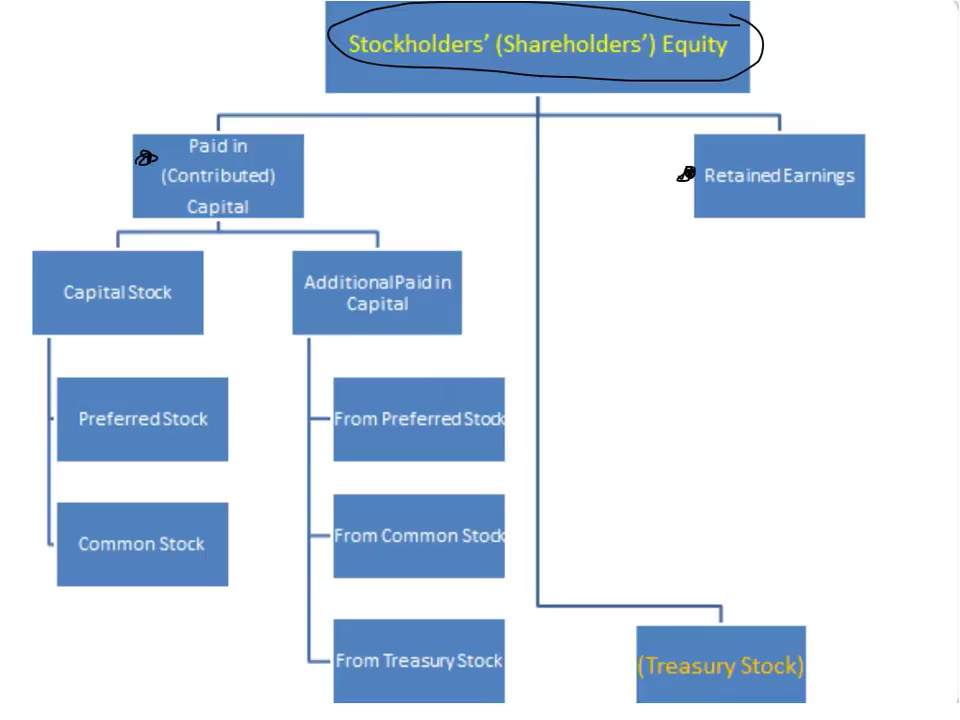 Stockholders’ (Shareholders’) Equity
Paid in
(Contributed)
Capital
Retained Earnings
Capital Stock
Additional Paid in
Capital
Preferred Stock
From Preferred Stock
Common Stock
From Common Stock
From Treasury Stock
(Treasury Stock)